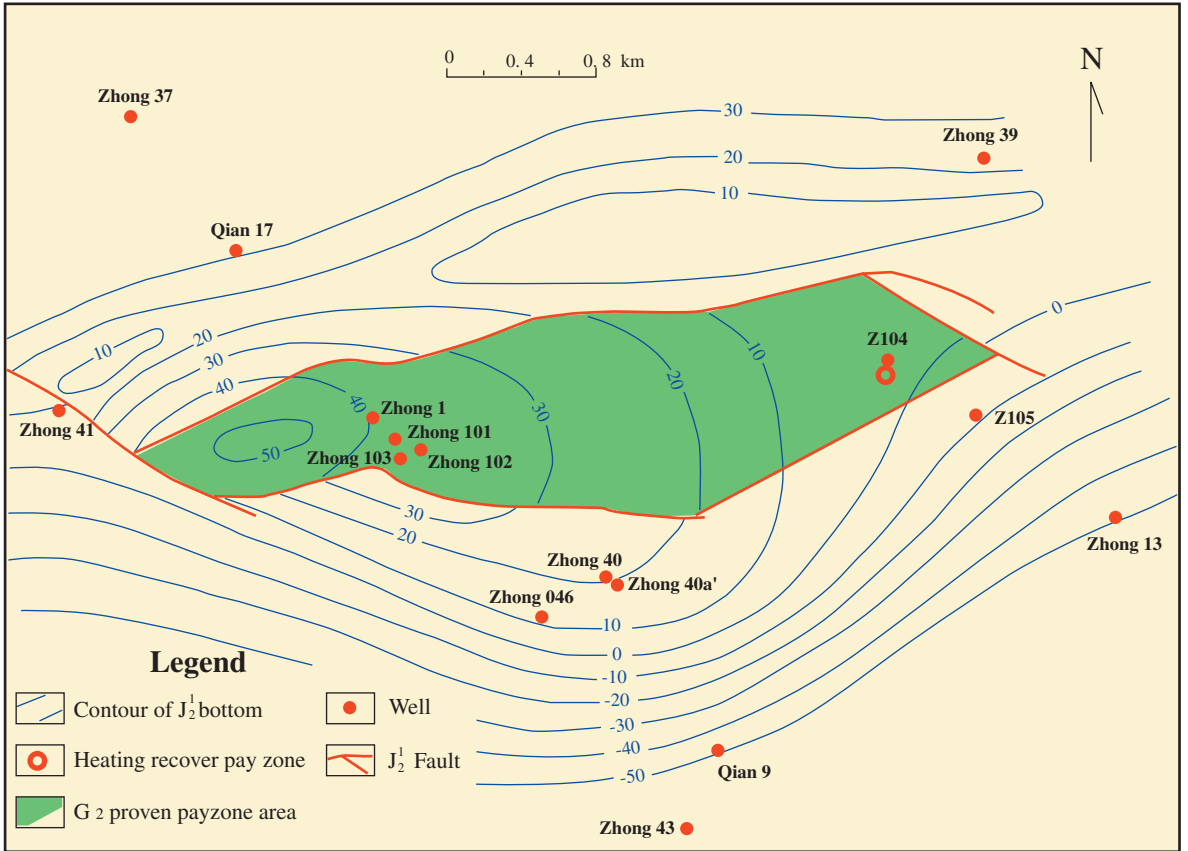 0 0. 4 0. 8 km
N
Zhong 37
30
Zhong 39
20
10
Qian 17
0
10
20
30
40
50
40
30
20
10
Z104
Zhong 41
Zhong 1
Zhong 101
Zhong 103
Zhong 102
Z105
30
20
Zhong 13
Zhong 40
Zhong 40a'
Zhong 046
10
0
-10
-20
-30
-40
-50
Qian 9
Zhong 43
Legend
Contour of J₂¹ bottom
Well
Heating recover pay zone
J₂¹ Fault
G 2 proven payzone area